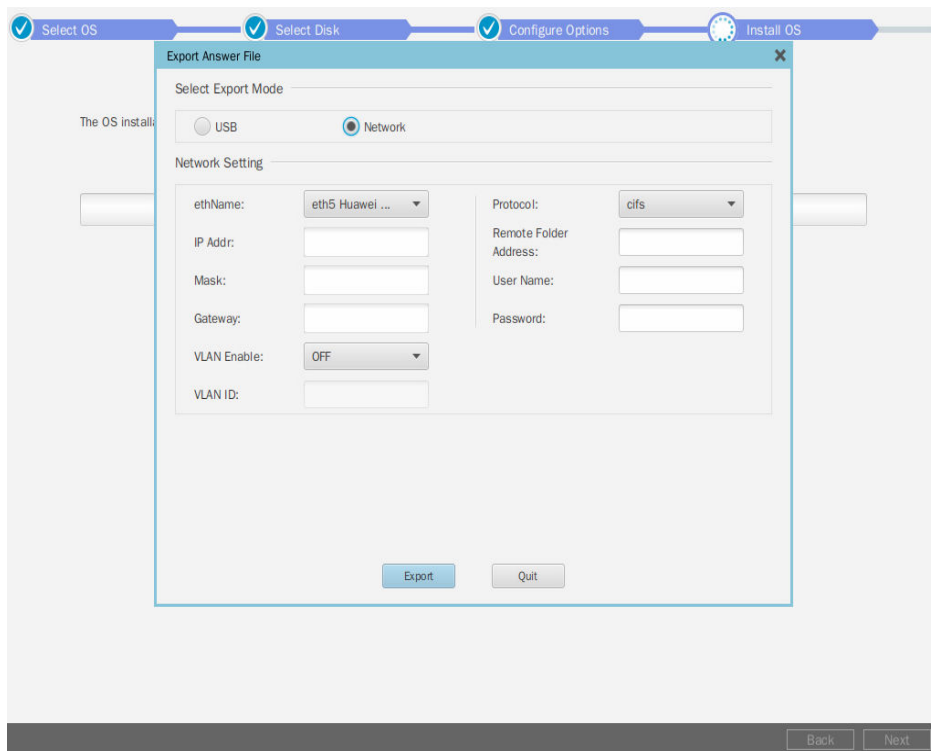 Select OS Select Disk Configure Options Install OS
Export Answer File
Select Export Mode
The OS installa
USB Network
Network Setting
ethName: eth5 Huawei ... Protocol: cifs
IP Addr: Remote Folder Address:
Mask: User Name:
Gateway: Password:
VLAN Enable: OFF
VLAN ID:
Export Quit
Back Next